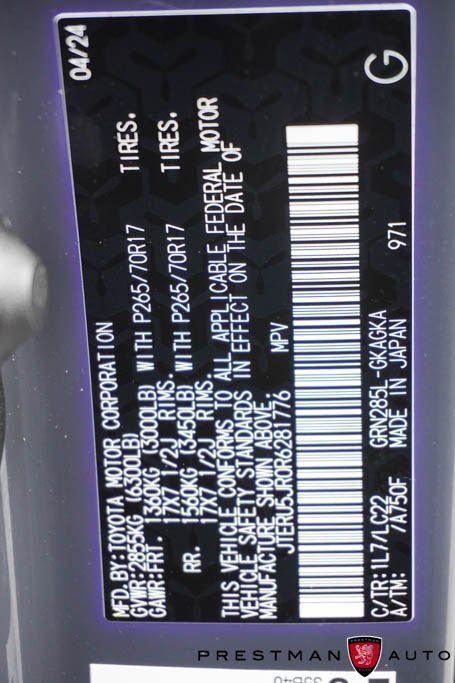 04/24
G
MFD. BY: TOYOTA MOTOR CORPORATION
GVWR: 2855KG (6300LB)
GAWR: FRT. 1360KG (3000LB) WITH P265/70R17 TIRES.
17X7 1/2J RIMS.
RR. 1560KG (3450LB) WITH P265/70R17 TIRES.
17X7 1/2J RIMS.
THIS VEHICLE CONFORMS TO ALL APPLICABLE FEDERAL MOTOR
VEHICLE SAFETY STANDARDS IN EFFECT ON THE DATE OF
MANUFACTURE SHOWN ABOVE.
JTERU5JR0R6281776 MPV
C/TR: 1L7/LC22 GRN285L-GKAGKA
A/TM: 7A750F MADE IN JAPAN 971
PRESTMAN AUTO